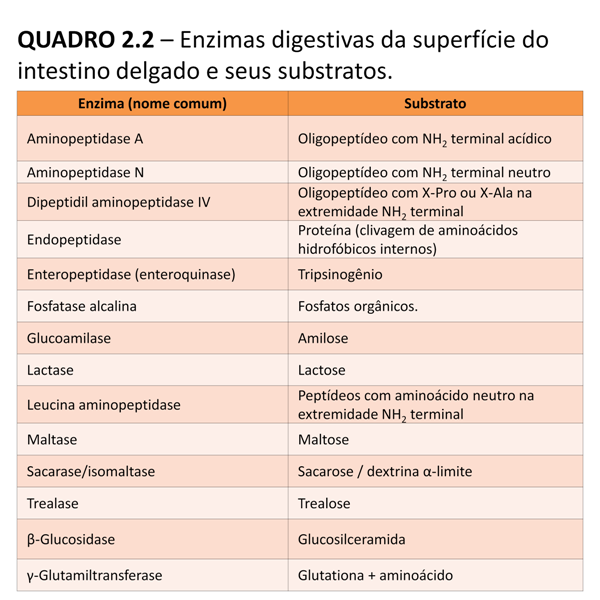 QUADRO 2.2 – Enzimas digestivas da superfície do
intestino delgado e seus substratos.
Enzima (nome comum) Substrato
Aminopeptidase A Oligopeptídeo com NH2 terminal acídico
Aminopeptidase N Oligopeptídeo com NH2 terminal neutro
Dipeptidil aminopeptidase IV Oligopeptídeo com X-Pro ou X-Ala na
extremidade NH2 terminal
Endopeptidase Proteína (clivagem de aminoácidos
hidrofóbicos internos)
Enteropeptidase (enteroquinase) Tripsinogênio
Fosfatase alcalina Fosfatos orgânicos.
Glucoamilase Amilose
Lactase Lactose
Leucina aminopeptidase Peptídeos com aminoácido neutro na
extremidade NH2 terminal
Maltase Maltose
Sacarase/isomaltase Sacarose / dextrina α-limite
Trealase Trealose
β-Glucosidase Glucosilceramida
γ-Glutamiltransferase Glutationa + aminoácido